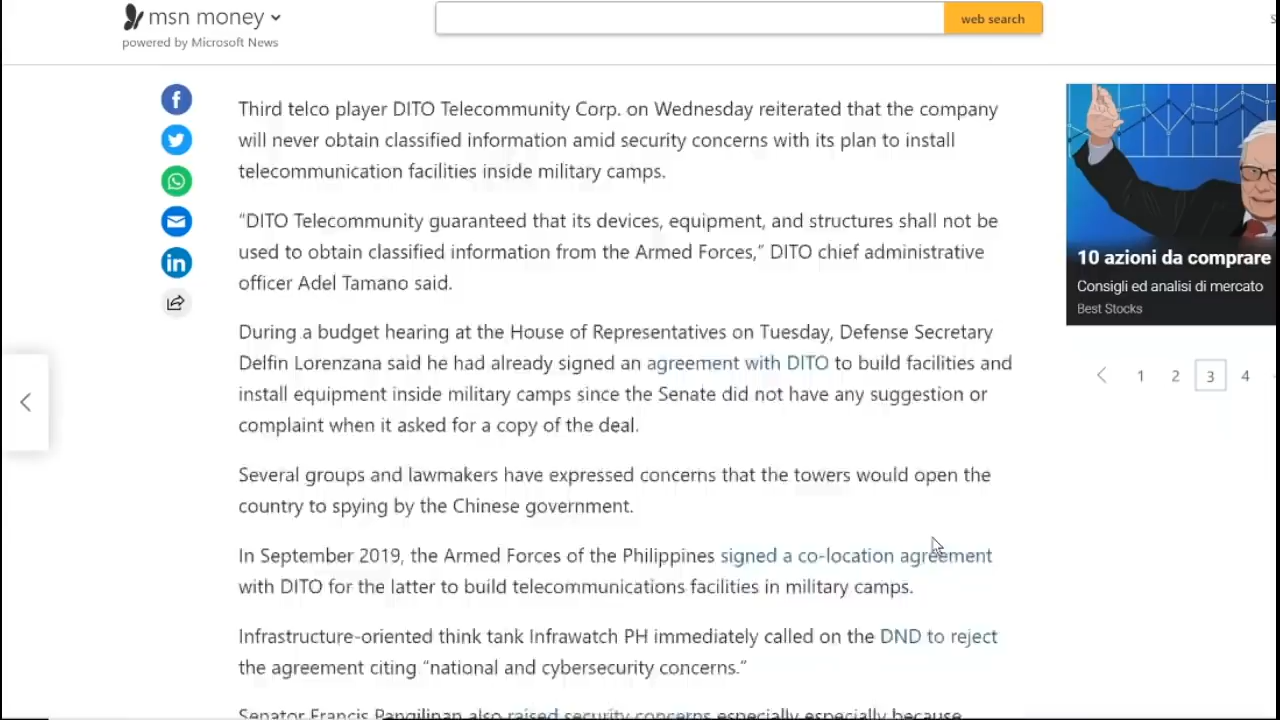 msn money
powered by Microsoft News
web search
Third telco player DITO Telecommunity Corp. on Wednesday reiterated that the company
will never obtain classified information amid security concerns with its plan to install
telecommunication facilities inside military camps.
“DITO Telecommunity guaranteed that its devices, equipment, and structures shall not be
used to obtain classified information from the Armed Forces,” DITO chief administrative
officer Adel Tamano said.
During a budget hearing at the House of Representatives on Tuesday, Defense Secretary
Delfin Lorenzana said he had already signed an agreement with DITO to build facilities and
install equipment inside military camps since the Senate did not have any suggestion or
complaint when it asked for a copy of the deal.
Several groups and lawmakers have expressed concerns that the towers would open the
country to spying by the Chinese government.
In September 2019, the Armed Forces of the Philippines signed a co-location agreement
with DITO for the latter to build telecommunications facilities in military camps.
Infrastructure-oriented think tank Infrawatch PH immediately called on the DND to reject
the agreement citing “national and cybersecurity concerns.”
Senator Francis Pangilinan also raised security concerns especially especially because
10 azioni da comprare
Consigli ed analisi di mercato
Best Stocks
1 2 3 4